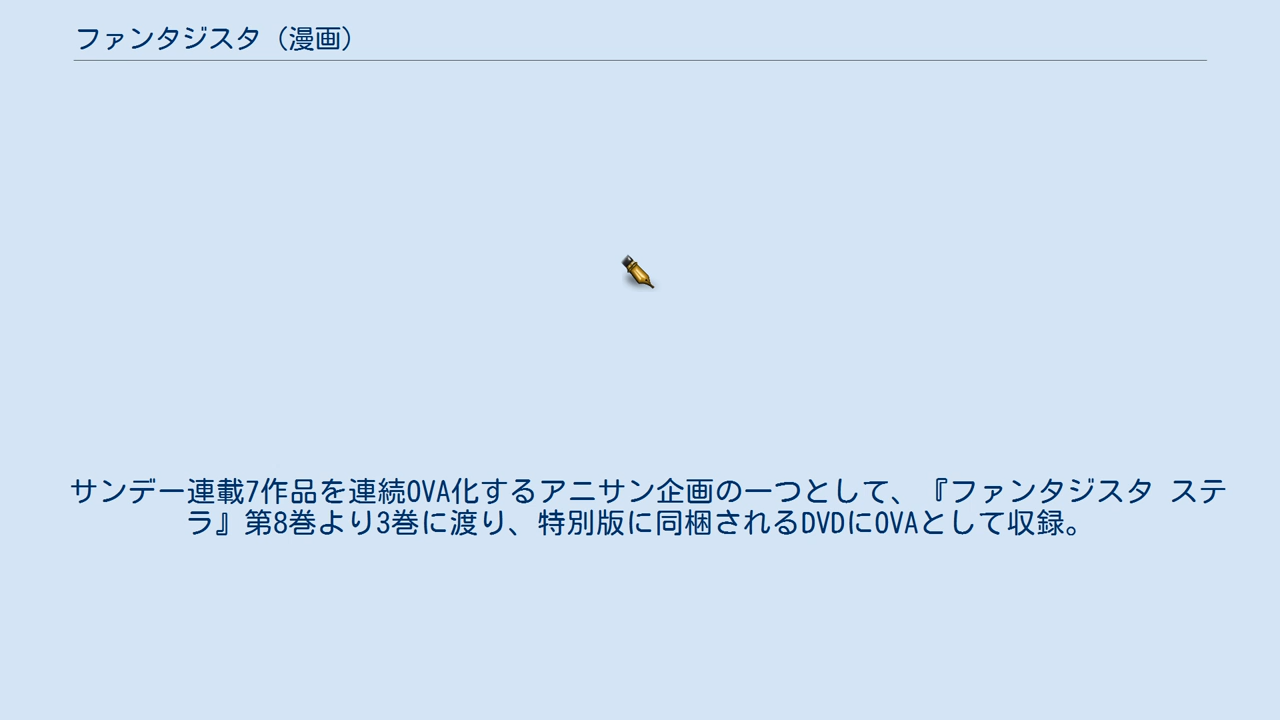 ファンタジスタ（漫画）
サンデー連載7作品を連続OVA化するアニサン企画の一つとして、『ファンタジスタ ステ
ラ』第8巻より3巻に渡り、特別版に同梱されるDVDにOVAとして収録。